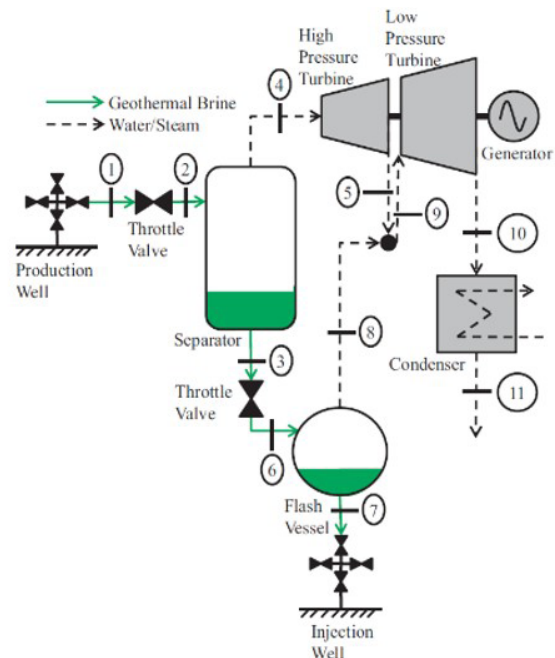 High
Pressure
Turbine
Low
Pressure
Turbine
4
Geothermal Brine
Water/Steam
Generator
1
2
5
9
10
Throttle
Valve
Production
Well
Separator
3
8
Condenser
11
Throttle
Valve
6
Flash
Vessel
7
Injection
Well